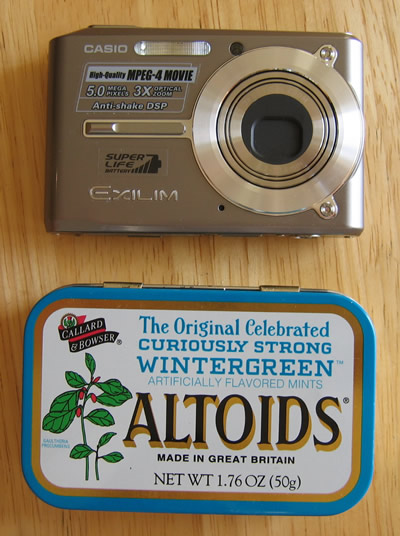 CASIO
High-Quality MPEG-4 MOVIE
5.0 MEGA PIXELS 3X OPTICAL ZOOM
Anti-shake DSP
SUPER
LIFE
BATTERY
EXILIM
CALLARD
& BOWSER®
The Original Celebrated
CURIOUSLY STRONG
WINTERGREEN™
ARTIFICIALLY FLAVORED MINTS
ALTOIDS®
GAULTHERIA
PROCUMBENS
MADE IN GREAT BRITAIN
NET WT 1.76 OZ (50g)